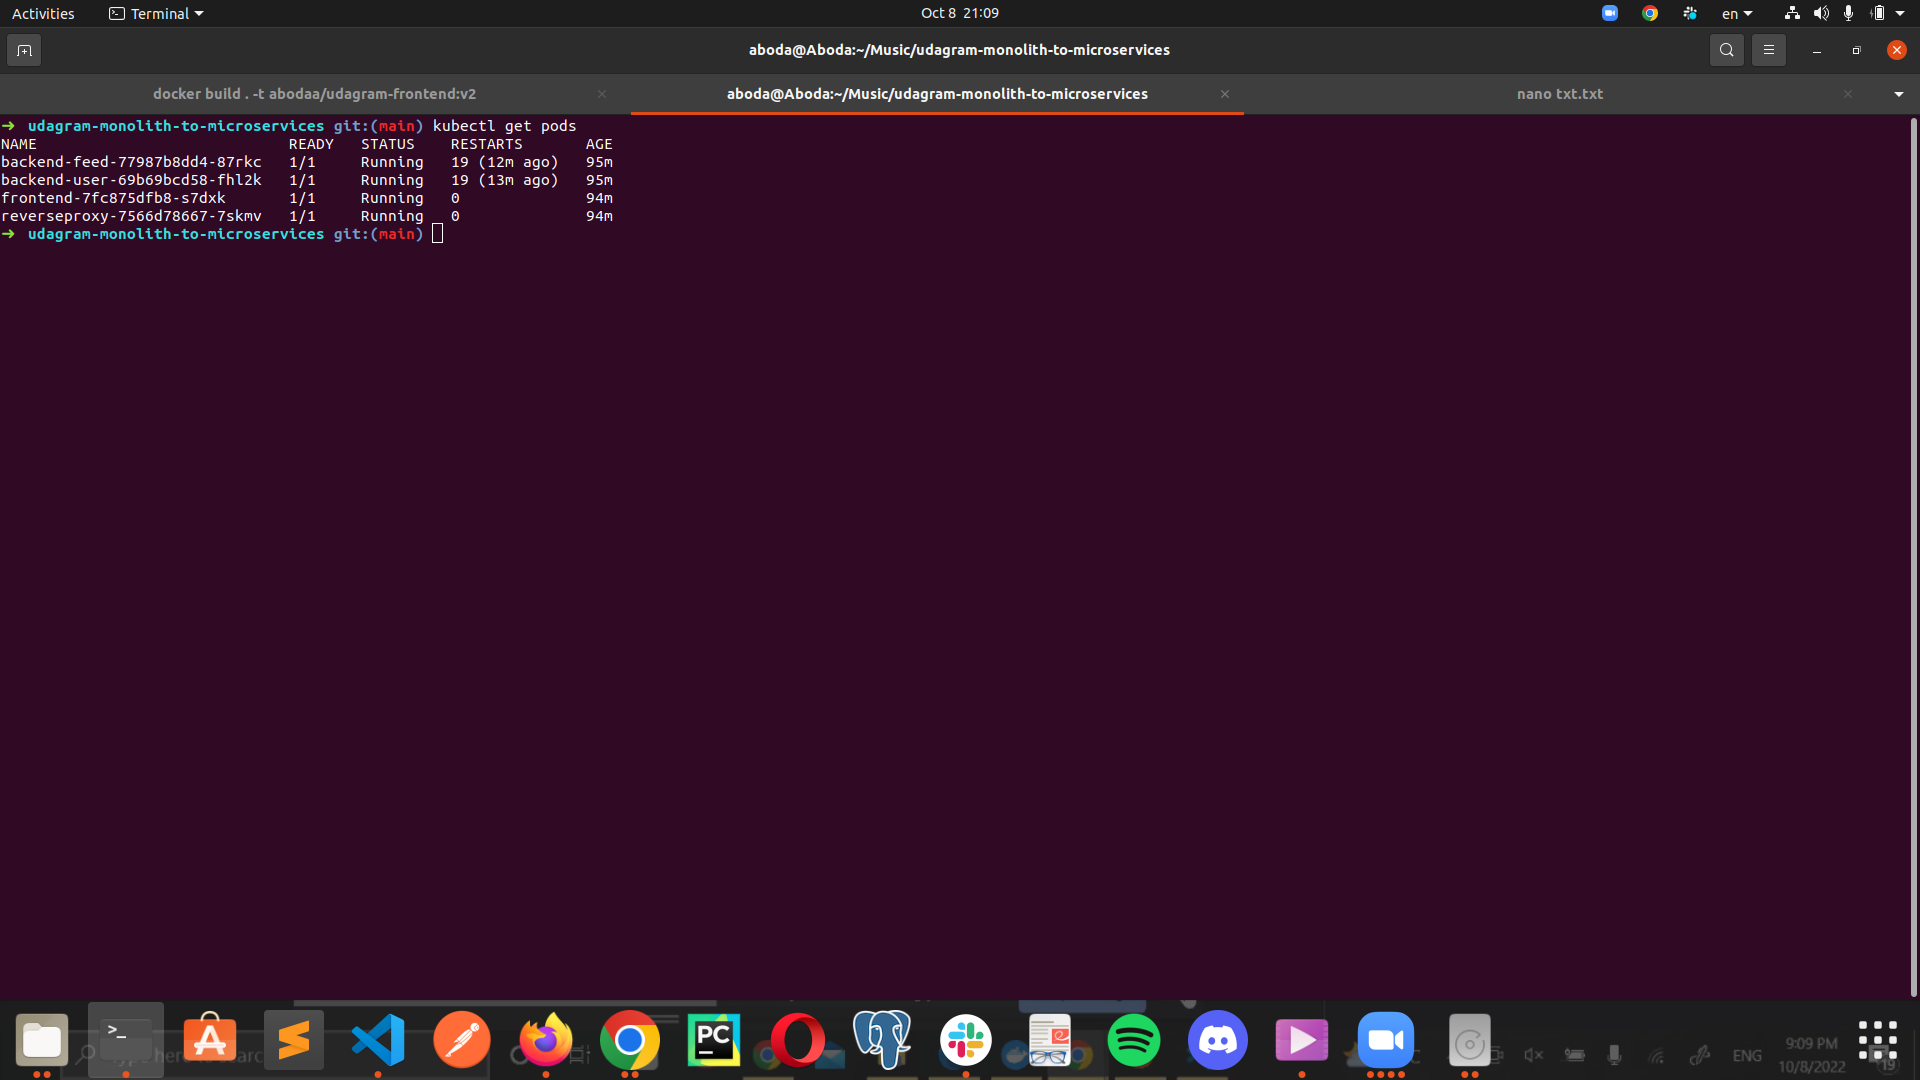 Activities Terminal Oct 8 21:09 en
aboda@Aboda:~/Music/udagram-monolith-to-microservices
docker build . -t abodaa/udagram-frontend:v2 aboda@Aboda:~/Music/udagram-monolith-to-microservices nano txt.txt
➜ udagram-monolith-to-microservices git:(main) kubectl get pods
NAME READY STATUS RESTARTS AGE
backend-feed-77987b8dd4-87rkc 1/1 Running 19 (12m ago) 95m
backend-user-69b69bcd58-fhl2k 1/1 Running 19 (13m ago) 95m
frontend-7fc875dfb8-s7dxk 1/1 Running 0 94m
reverseproxy-7566d78667-7skmv 1/1 Running 0 94m
➜ udagram-monolith-to-microservices git:(main)
>_ PC
here ENG 9:09 PM
10/8/2022 19